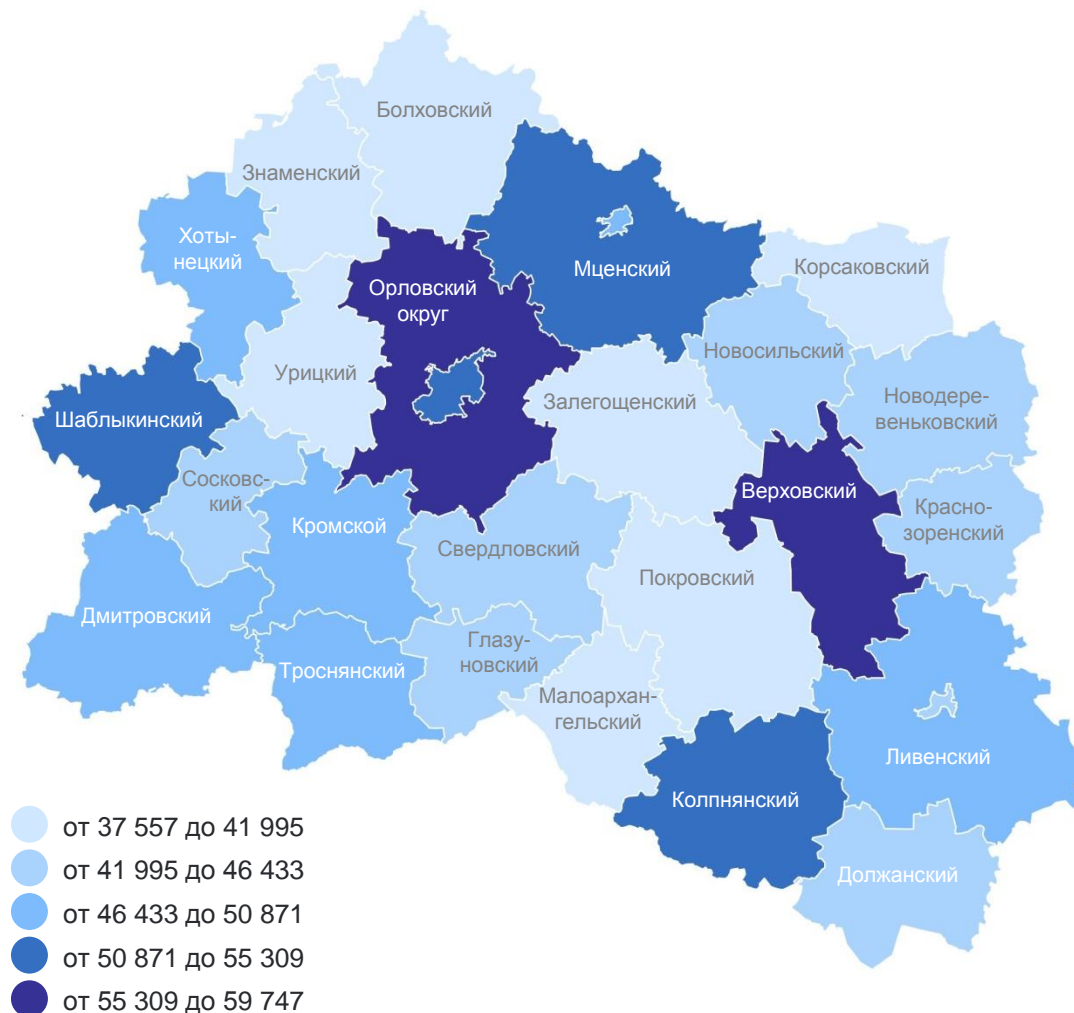 Болховский
Знаменский
Хоты-
нецкий
Мценский
Корсаковский
Орловский
округ
Новосильский
Урицкий
Залегощенский
Новодере-
веньковский
Шаблыкинский
Сосковс-
кий
Верховский
Красно-
зоренский
Кромской
Свердловский
Покровский
Дмитровский
Троснянский
Глазу-
новский
Малоархан-
гельский
Ливенский
Колпнянский
Должанский
от 37 557 до 41 995
от 41 995 до 46 433
от 46 433 до 50 871
от 50 871 до 55 309
от 55 309 до 59 747